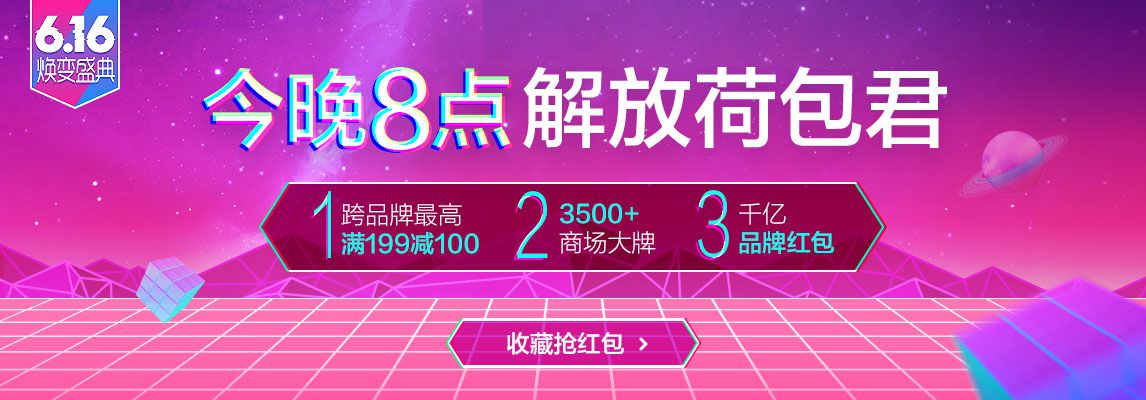 6.16
焕变盛典
今晚8点 解放荷包君
1
跨品牌最高
满199减100
2
3500+
商场大牌
3
千亿
品牌红包
收藏抢红包 >